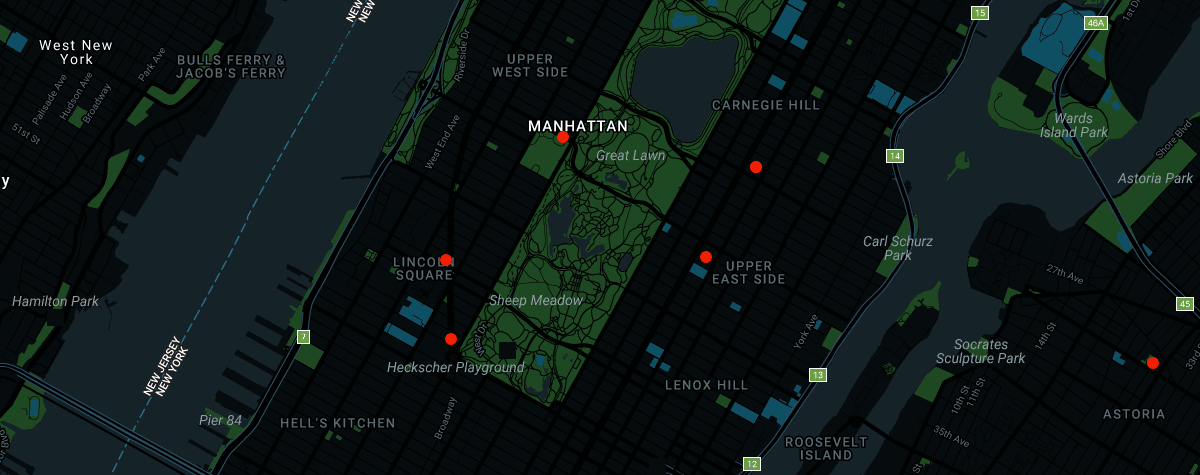 NEW
NEW
15
46A
1st D
West New
York
BULLS FERRY &
JACOB'S FERRY
Park Ave
Riverside Dr
UPPER
WEST SIDE
Palisade Ave
Hudson Ave
Broadway
51st St
CARNEGIE HILL
MANHATTAN
West End Ave
Great Lawn
Wards
Island Park
Shore Blvd
14
y
Astoria Park
Carl Schurz
Park
LINCOLN
SQUARE
UPPER
EAST SIDE
27th Ave
Hamilton Park
Sheep Meadow
45
7
NEW JERSEY
NEW YORK
West Dr
York Ave
14th St
33rd
Socrates
Sculpture Park
Heckscher Playground
13
LENOX HILL
10th St
11th St
Pier 84
HELL'S KITCHEN
Broadway
ASTORIA
35th Ave
ROOSEVELT
ISLAND
12
St